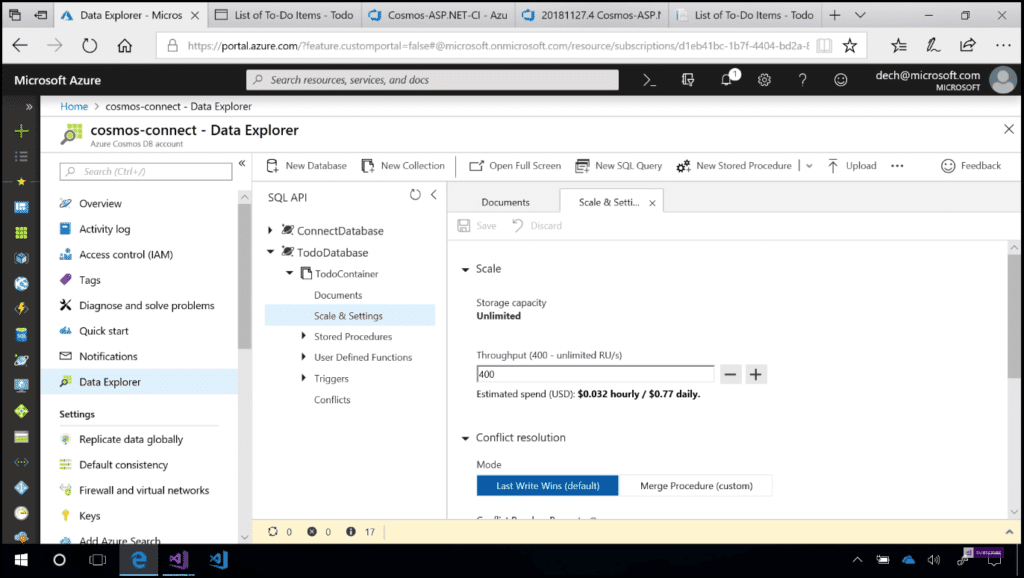 Data Explorer - Micros
List of To-Do Items - Todo
Cosmos-ASP.NET-CI - Azu
20181127.4 Cosmos-ASP.N
List of To-Do Items - Todo
https://portal.azure.com/?feature.customportal=false#@microsoft.onmicrosoft.com/resource/subscriptions/d1eb41bc-1b7f-4404-bd2a-8
Microsoft Azure
Search resources, services, and docs
1
dech@microsoft.com
MICROSOFT
Home > cosmos-connect - Data Explorer
cosmos-connect - Data Explorer
Azure Cosmos DB account
Search (Ctrl+/)
Overview
Activity log
Access control (IAM)
Tags
Diagnose and solve problems
Quick start
Notifications
Data Explorer
Settings
Replicate data globally
Default consistency
Firewall and virtual networks
Keys
Add Azure Search
New Database
New Collection
Open Full Screen
New SQL Query
New Stored Procedure
Upload
Feedback
SQL API
ConnectDatabase
TodoDatabase
TodoContainer
Documents
Scale & Settings
Stored Procedures
User Defined Functions
Triggers
Conflicts
Documents
Scale & Setti...
Save
Discard
Scale
Storage capacity
Unlimited
Throughput (400 - unlimited RU/s)
400
Estimated spend (USD): $0.032 hourly / $0.77 daily.
Conflict resolution
Mode
Last Write Wins (default)
Merge Procedure (custom)
0
0
17